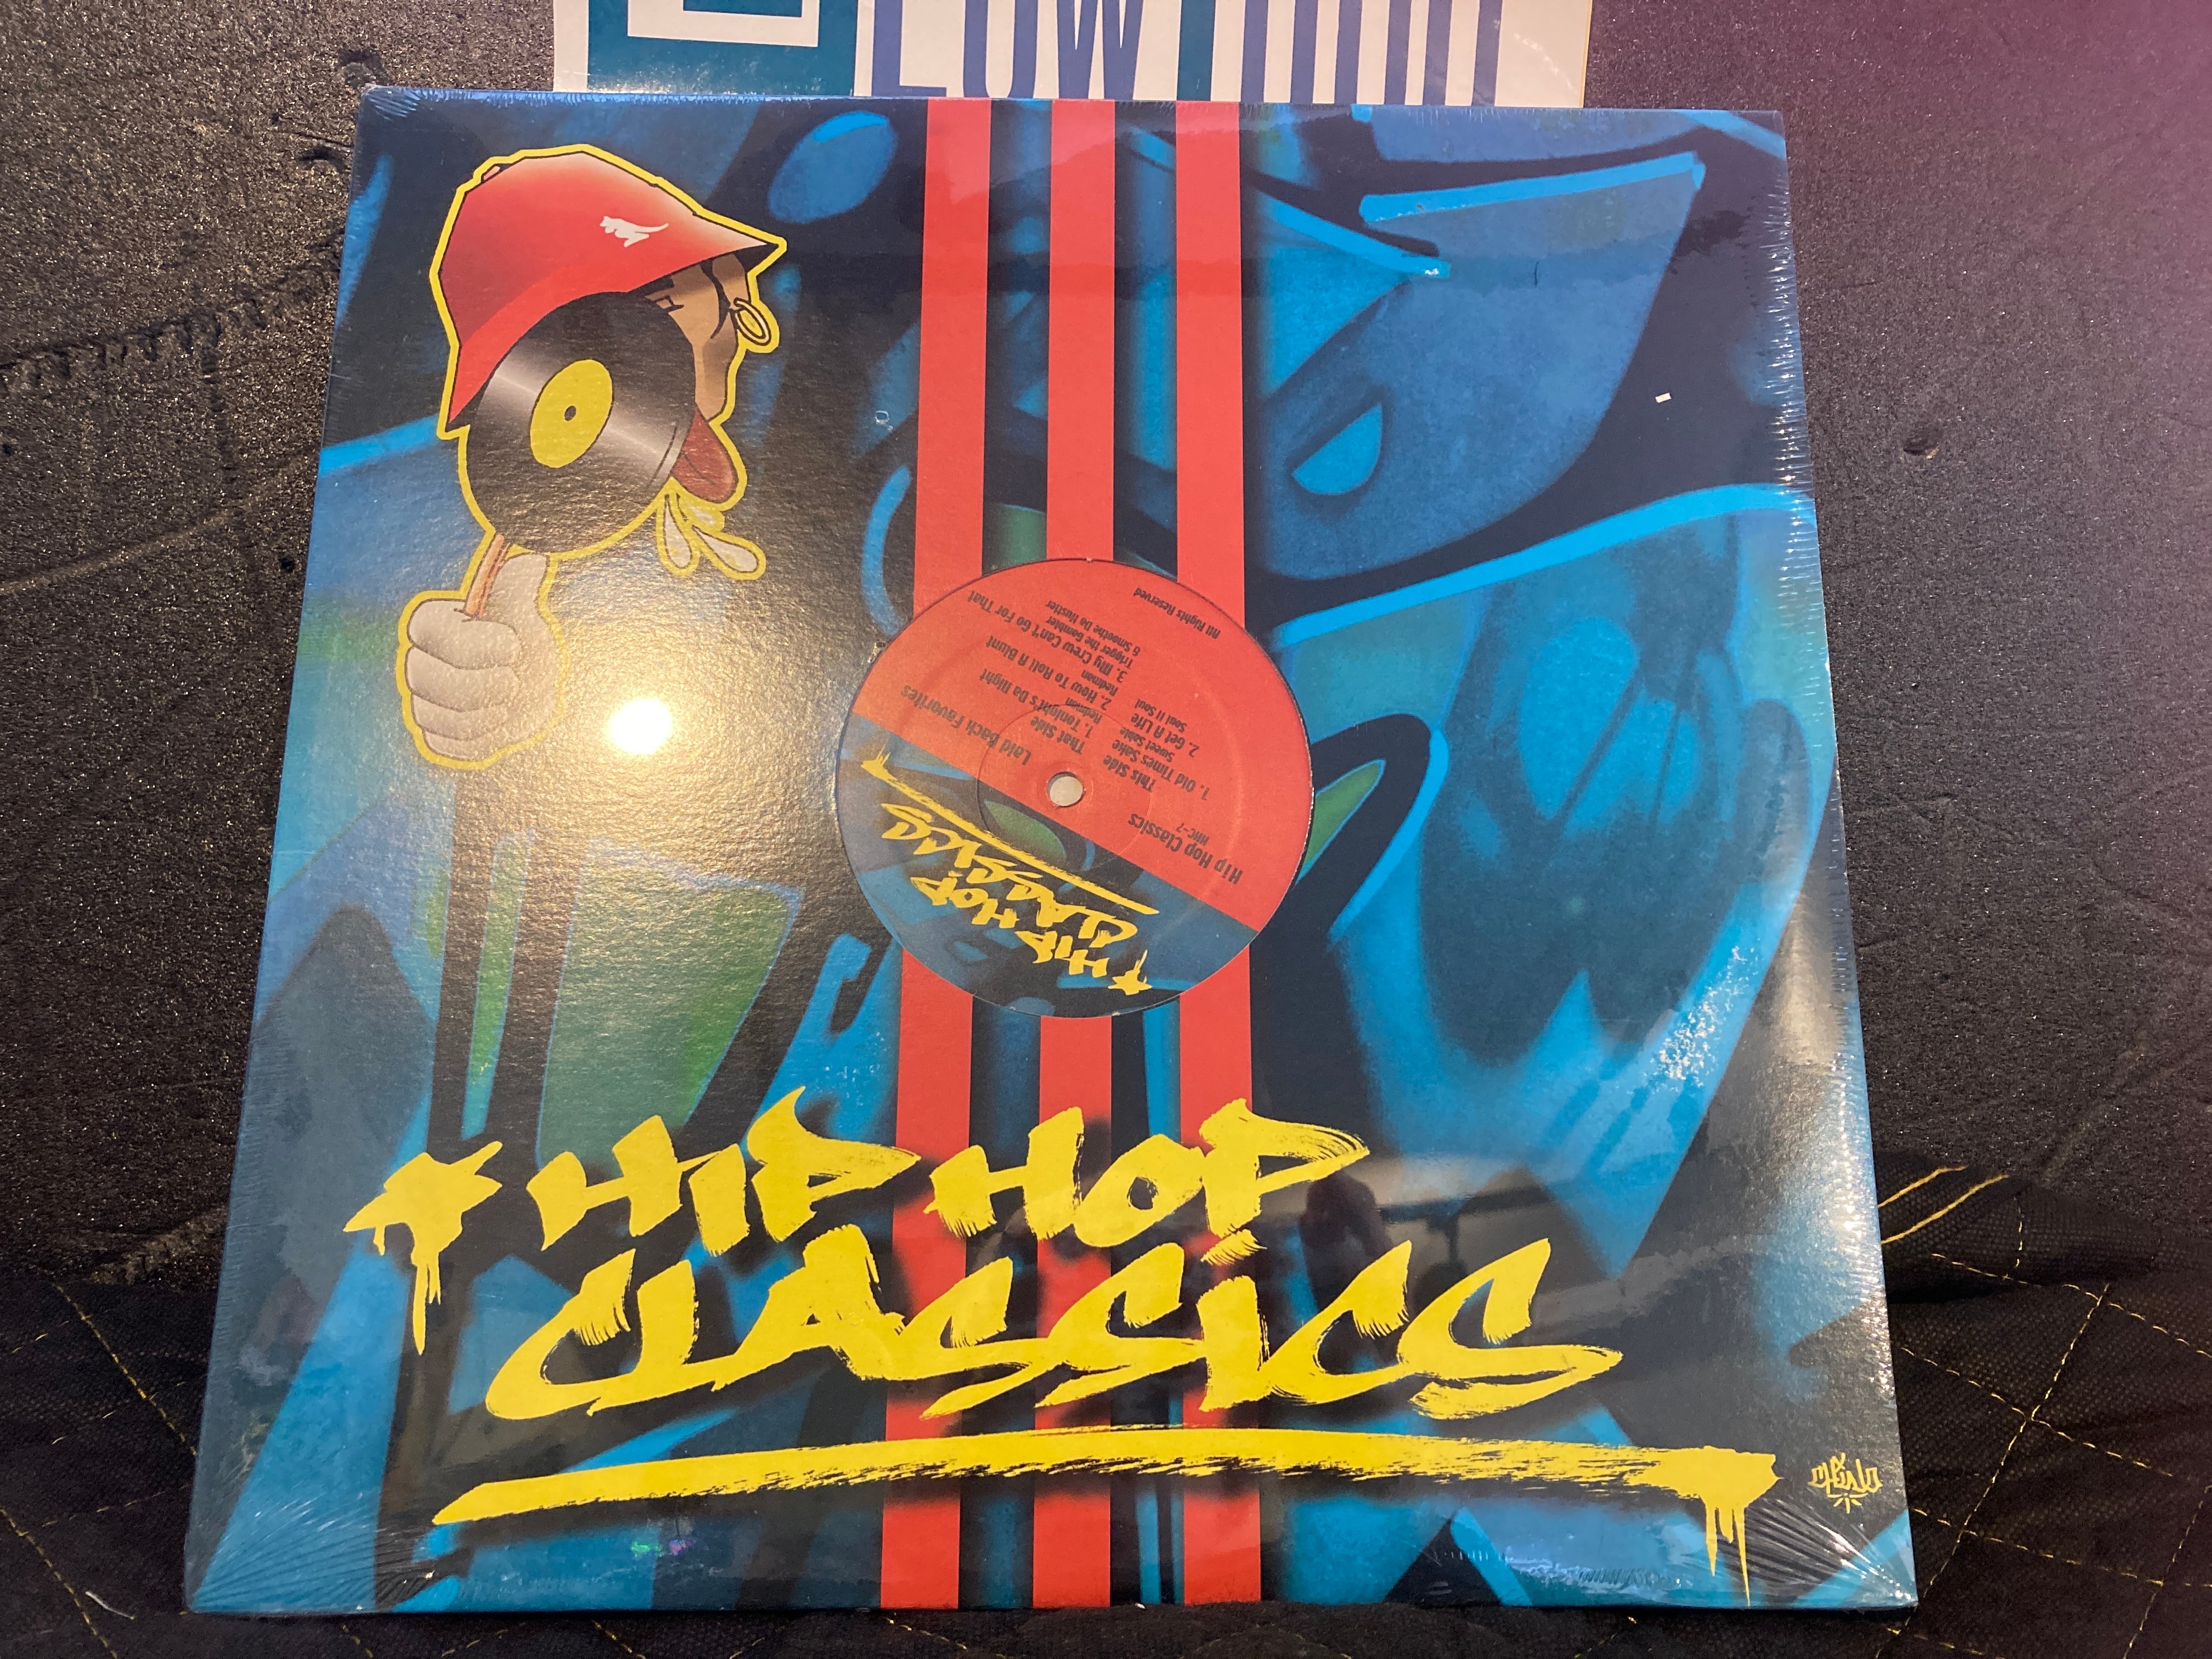 LOW
HIP HOP
CLASSICS
Hip Hop Classics
HHC-7
This Side
1. Old Times Sake
Sweet Sable
2. Get A Life
Soul II Soul
Laid Back Favorites
That Side
1. Tonight's Da Night
Redman
2. How To Roll A Blunt
Redman
3. My Crew Can't Go For That
Trigger the Gambler
& Smoothe Da Hustler
All Rights Reserved
HIP HOP
CLASSICS